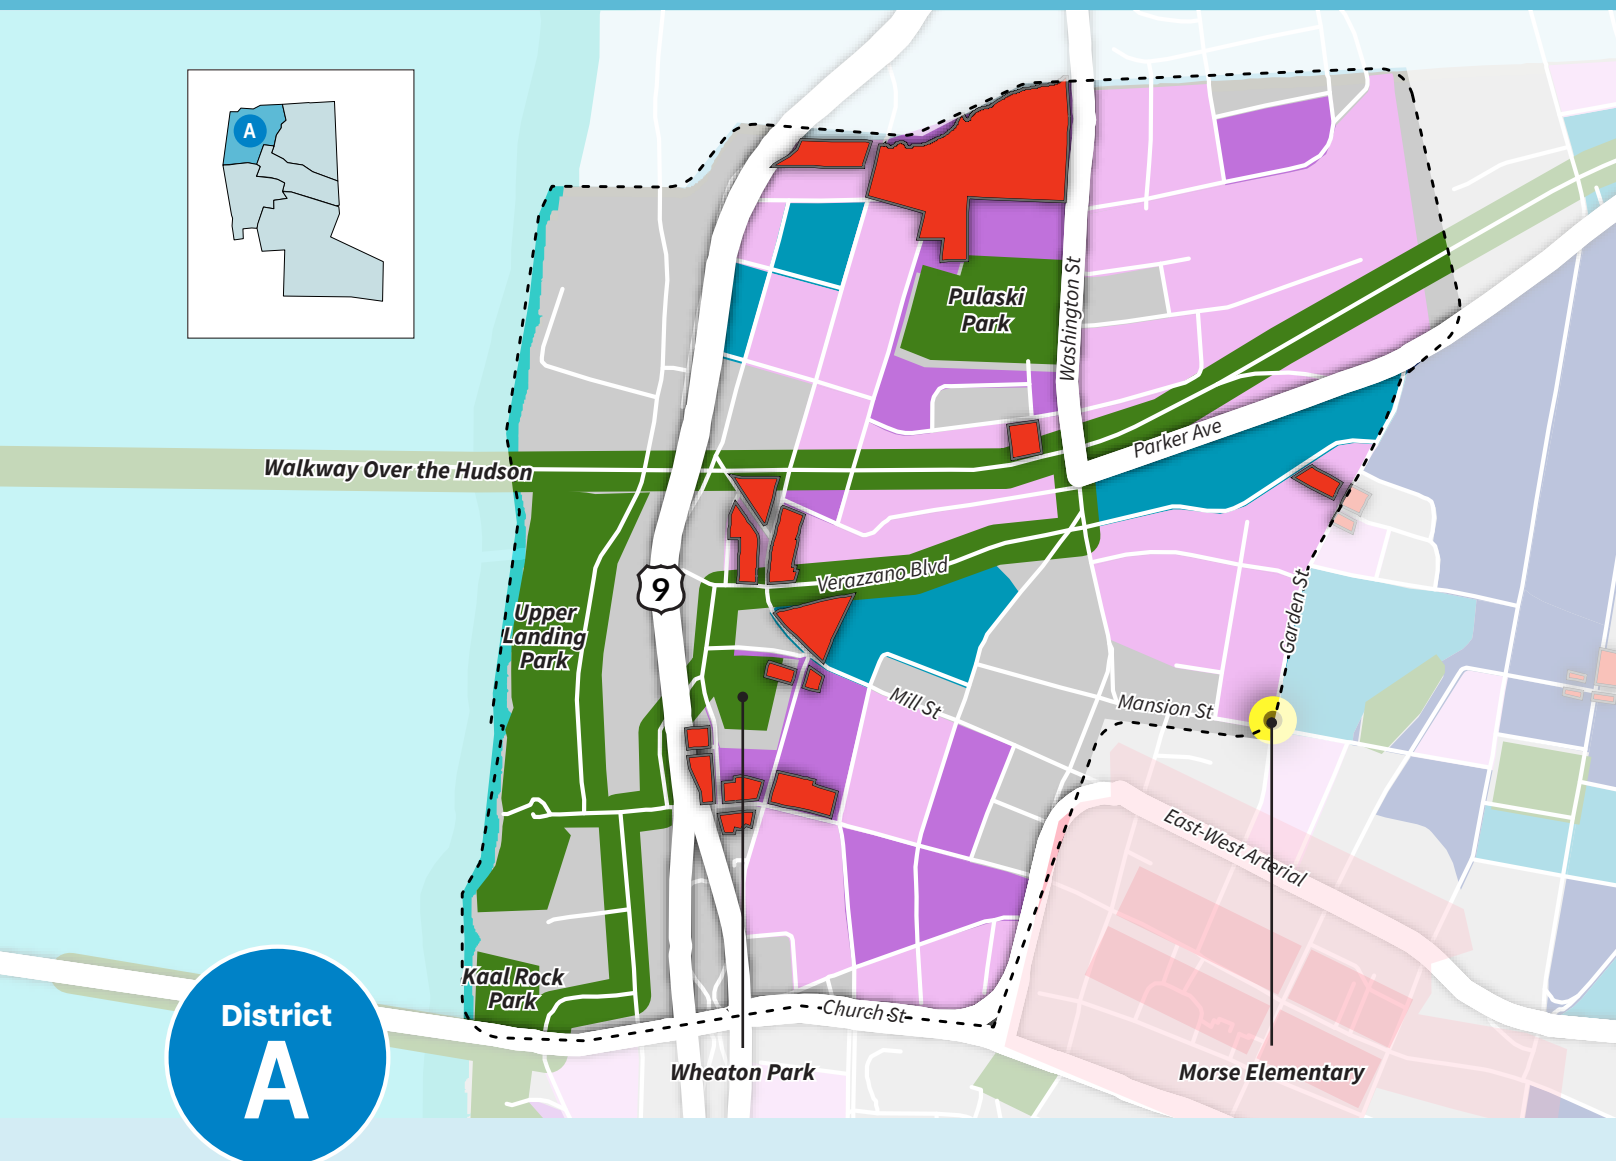 A
Pulaski
Park
Washington St
Parker Ave
Walkway Over the Hudson
9
Verazzano Blvd
Upper
Landing
Park
Garden St
Mill St
Mansion St
East-West Arterial
Kaal Rock
Park
Church St
District
A
Wheaton Park
Morse Elementary